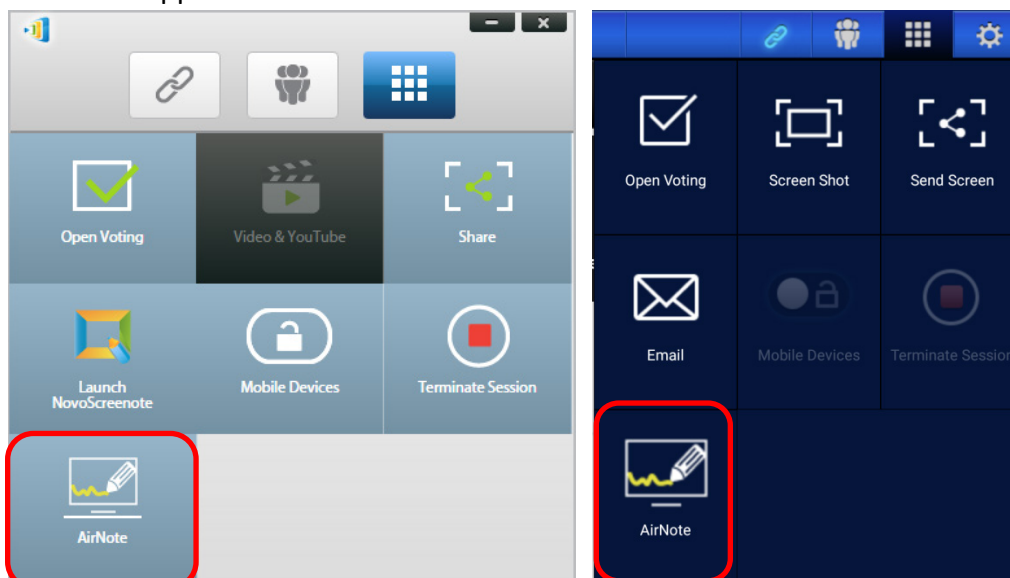 Open Voting
Video & YouTube
Share
Launch
NovoScreenote
Mobile Devices
Terminate Session
AirNote
Open Voting
Screen Shot
Send Screen
Email
Mobile Devices
Terminate Session
AirNote